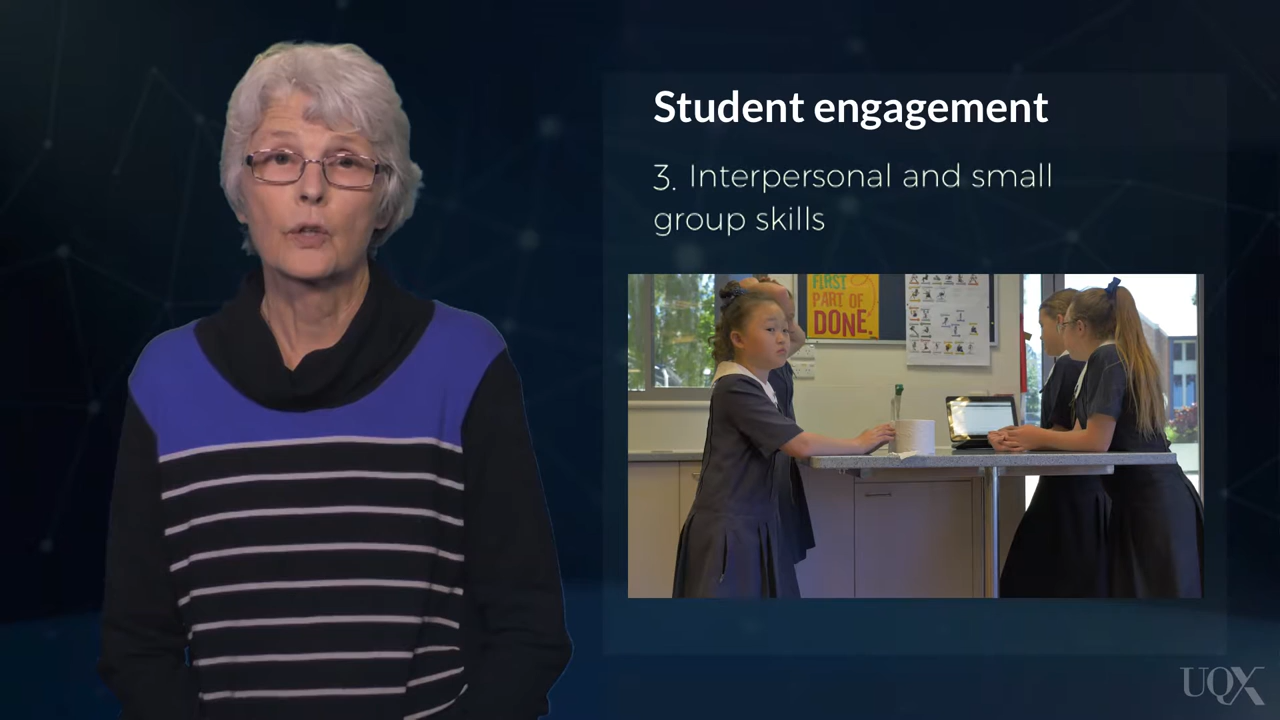 Student engagement
3. Interpersonal and small
group skills
FIRST
PART OF
DONE.
UQX